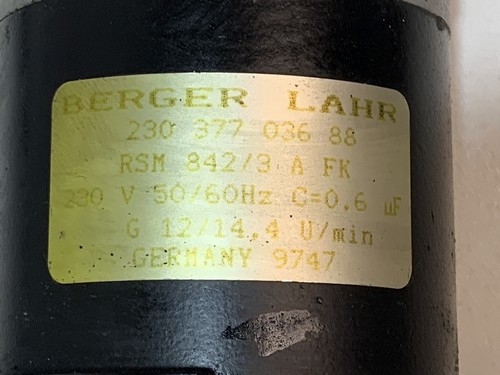 BERGER LAHR
230 377 036 88
RSM 842/3 A FK
230 V 50/60Hz C=0.6 µF
G 12/14,4 U/min
GERMANY 9747